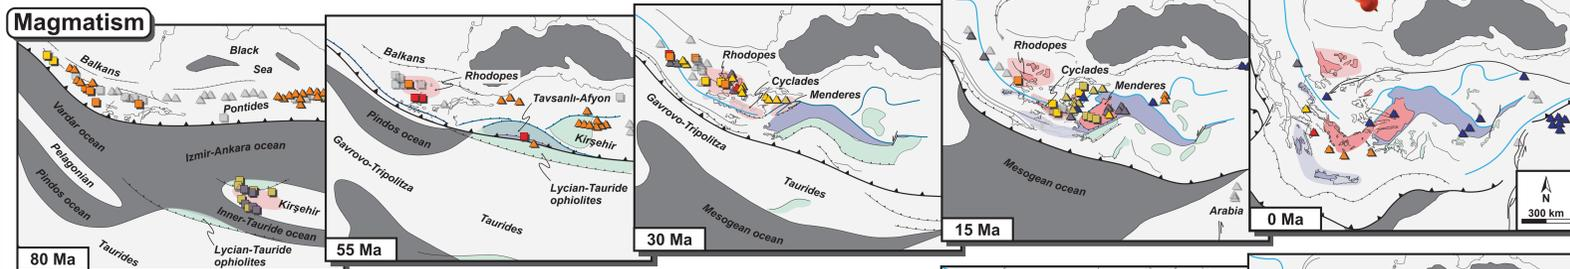 Magmatism
Balkans
Black
Sea
Pontides
Vardar ocean
Izmir-Ankara ocean
Pelagonian
Pindos ocean
Kirşehir
Inner-Tauride ocean
Lycian-Tauride
ophiolites
Taurides
80 Ma
Balkans
Rhodopes
Tavsanlı-Afyon
Pindos ocean
Kirşehir
Gavrovo-Tripolitza
Lycian-Tauride
ophiolites
Taurides
55 Ma
Rhodopes
Cyclades
Menderes
Gavrovo-Tripolitza
Taurides
Mesogean ocean
30 Ma
Rhodopes
Cyclades
Menderes
Mesogean ocean
Arabia
15 Ma
0 Ma
N
300 km